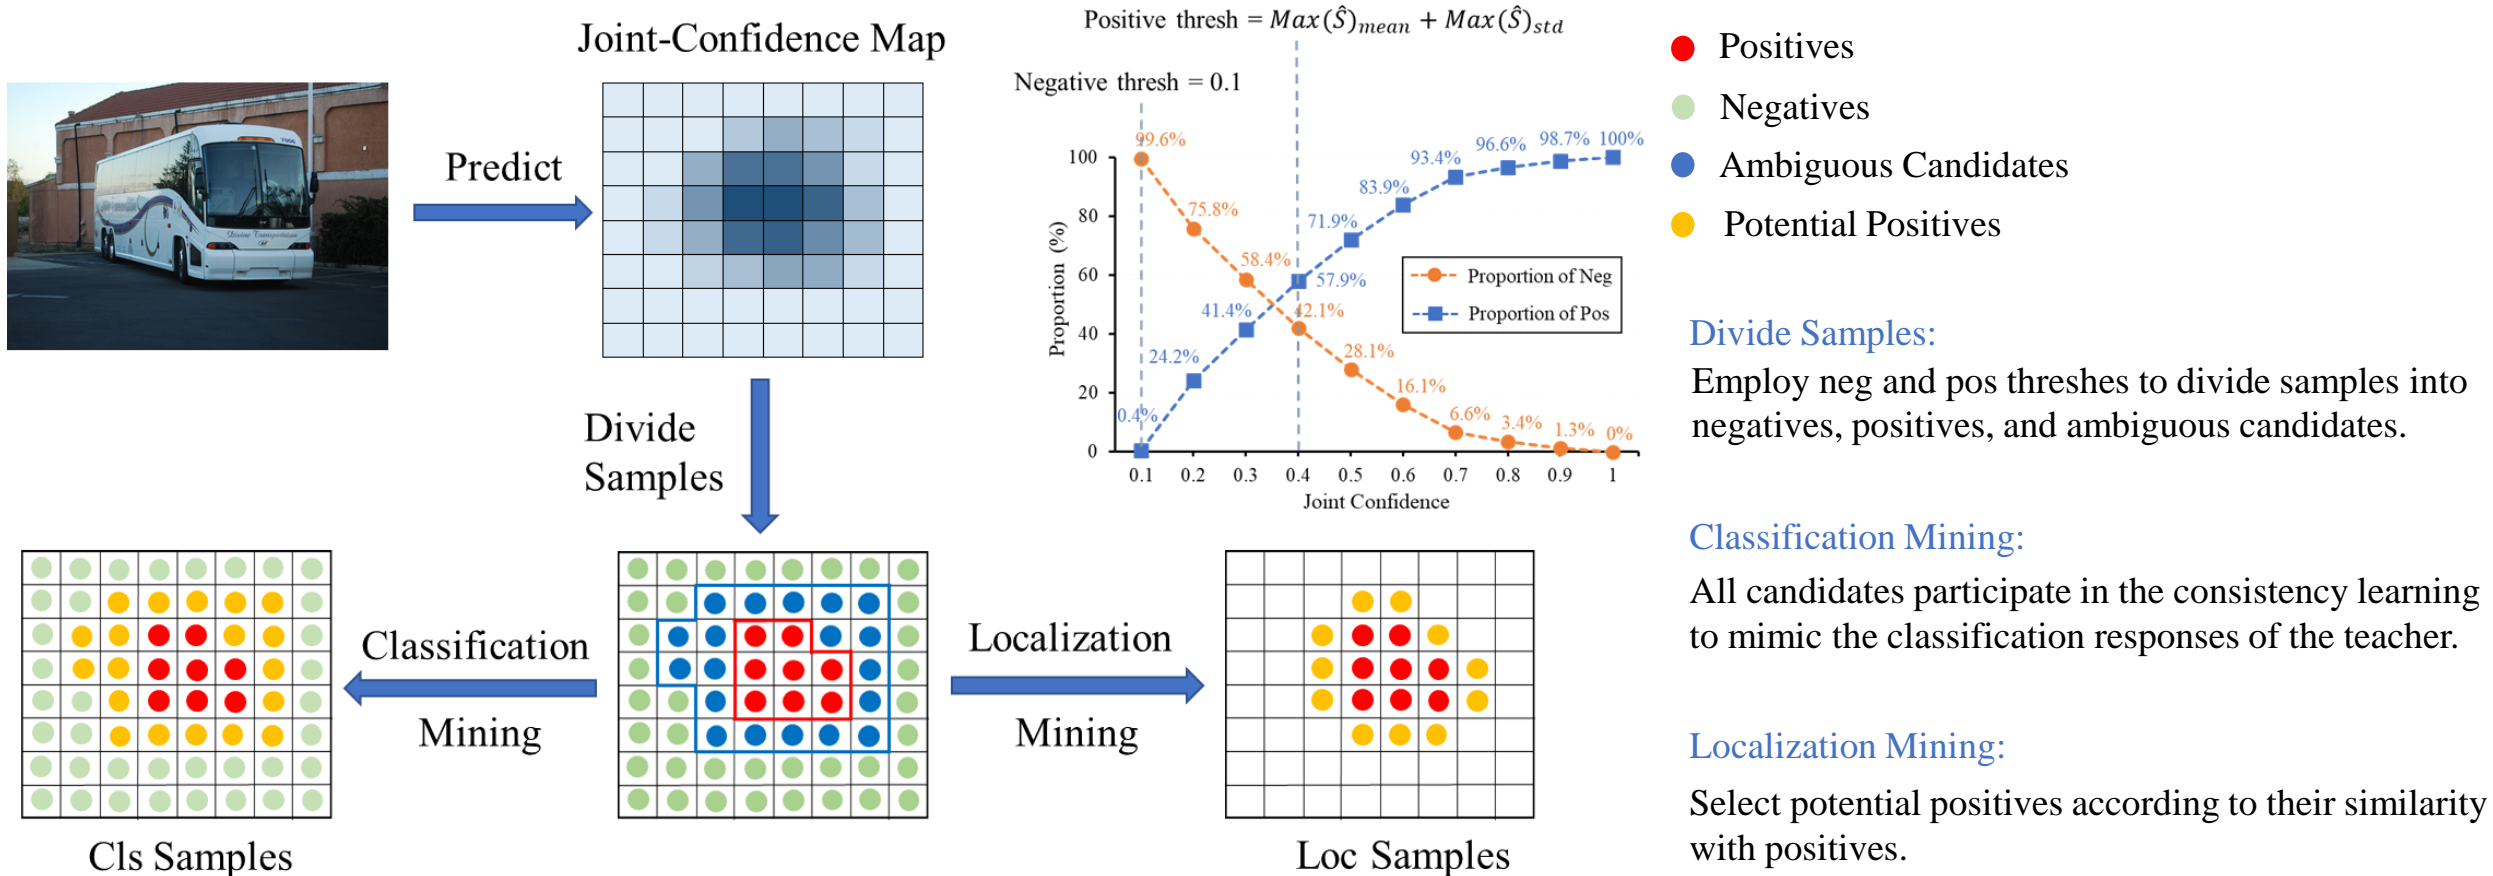 Joint-Confidence Map
Predict
Divide
Samples
Positive thresh = Max(Ŝ)mean + Max(Ŝ)std
Negative thresh = 0.1
99.6%
75.8%
58.4%
42.1%
28.1%
16.1%
6.6%
3.4%
1.3%
0%
0.4%
24.2%
41.4%
57.9%
71.9%
83.9%
93.4%
96.6%
98.7%
100%
Proportion (%)
100
80
60
40
20
0
0.1 0.2 0.3 0.4 0.5 0.6 0.7 0.8 0.9 1
Joint Confidence
Proportion of Neg
Proportion of Pos
Positives
Negatives
Ambiguous Candidates
Potential Positives
Divide Samples:
Employ neg and pos threshes to divide samples into
negatives, positives, and ambiguous candidates.
Classification Mining:
All candidates participate in the consistency learning
to mimic the classification responses of the teacher.
Localization Mining:
Select potential positives according to their similarity
with positives.
Classification
Mining
Localization
Mining
Cls Samples
Loc Samples